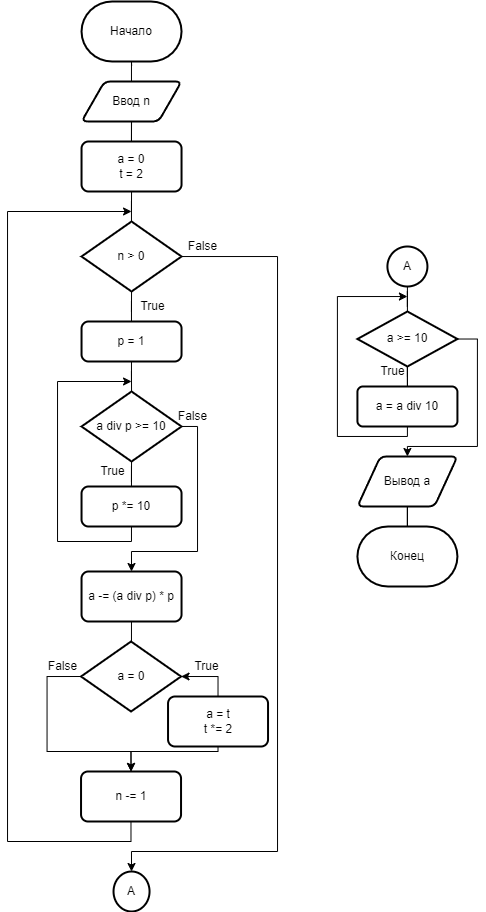 Начало
Ввод n
a = 0
t = 2
n > 0
False
True
p = 1
a div p >= 10
False
True
p *= 10
a -= (a div p) * p
a = 0
False
True
a = t
t *= 2
n -= 1
A
A
a >= 10
True
a = a div 10
Вывод a
Конец